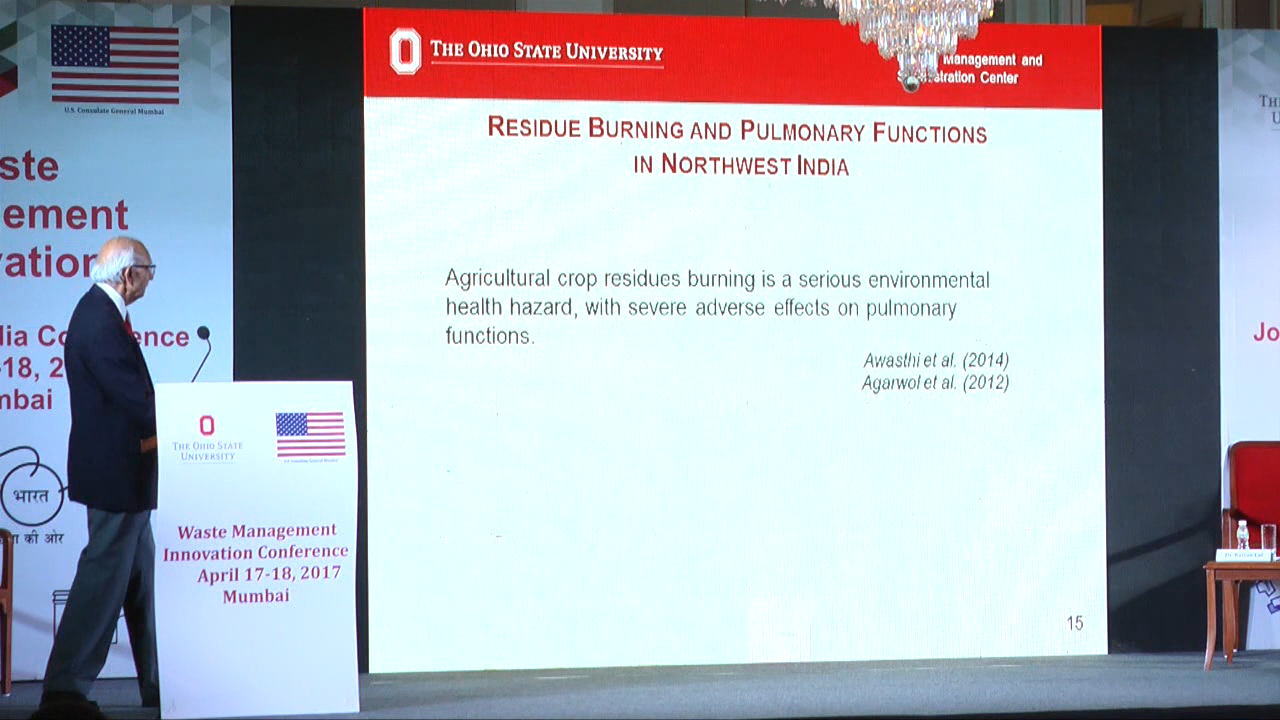 U.S. Consulate General Mumbai
ste
ement
vation
dia Co ence
-18, 2
mbai
भारत
की ओर
THE OHIO STATE
UNIVERSITY
Waste Management
Innovation Conference
April 17-18, 2017
Mumbai
THE OHIO STATE UNIVERSITY
Management and
stration Center
RESIDUE BURNING AND PULMONARY FUNCTIONS
IN NORTHWEST INDIA
Agricultural crop residues burning is a serious environmental
health hazard, with severe adverse effects on pulmonary
functions.
Awasthi et al. (2014)
Agarwol et al. (2012)
15
TH
U
Jo